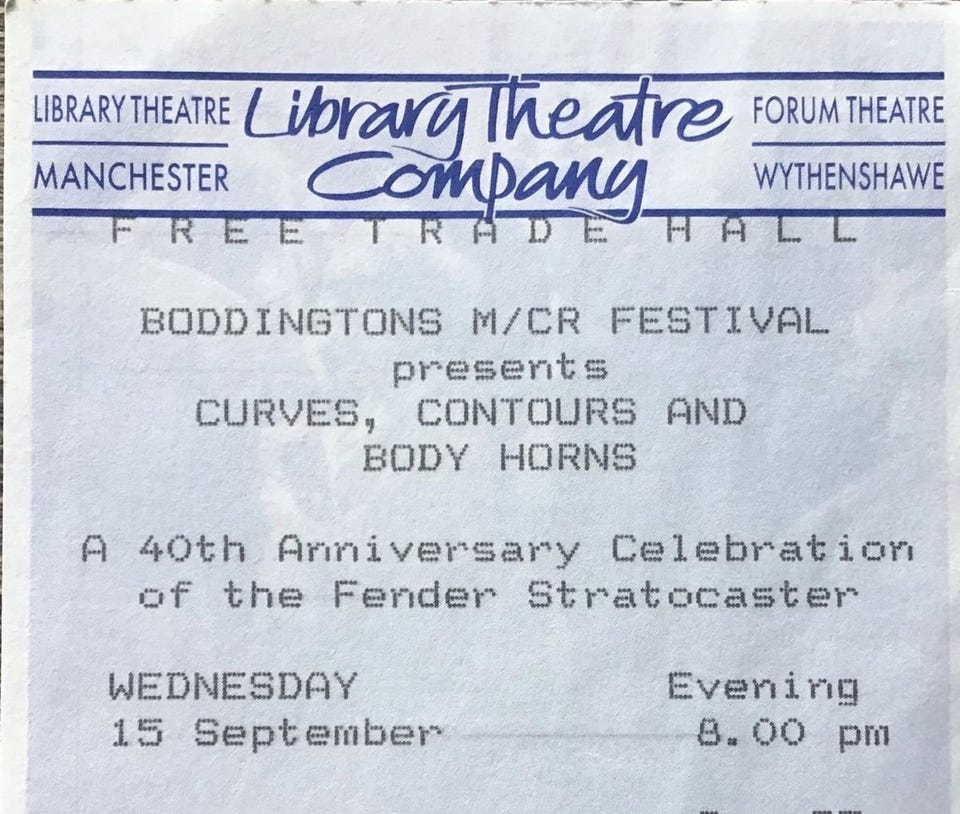 LIBRARY THEATRE Library Theatre FORUM THEATRE
MANCHESTER Company WYTHENSHAWE
FREE TRADE HALL
BODDINGTONS M/CR FESTIVAL
presents
CURVES, CONTOURS AND
BODY HORNS
A 40th Anniversary Celebration
of the Fender Stratocaster
WEDNESDAY Evening
15 September 8.00 pm